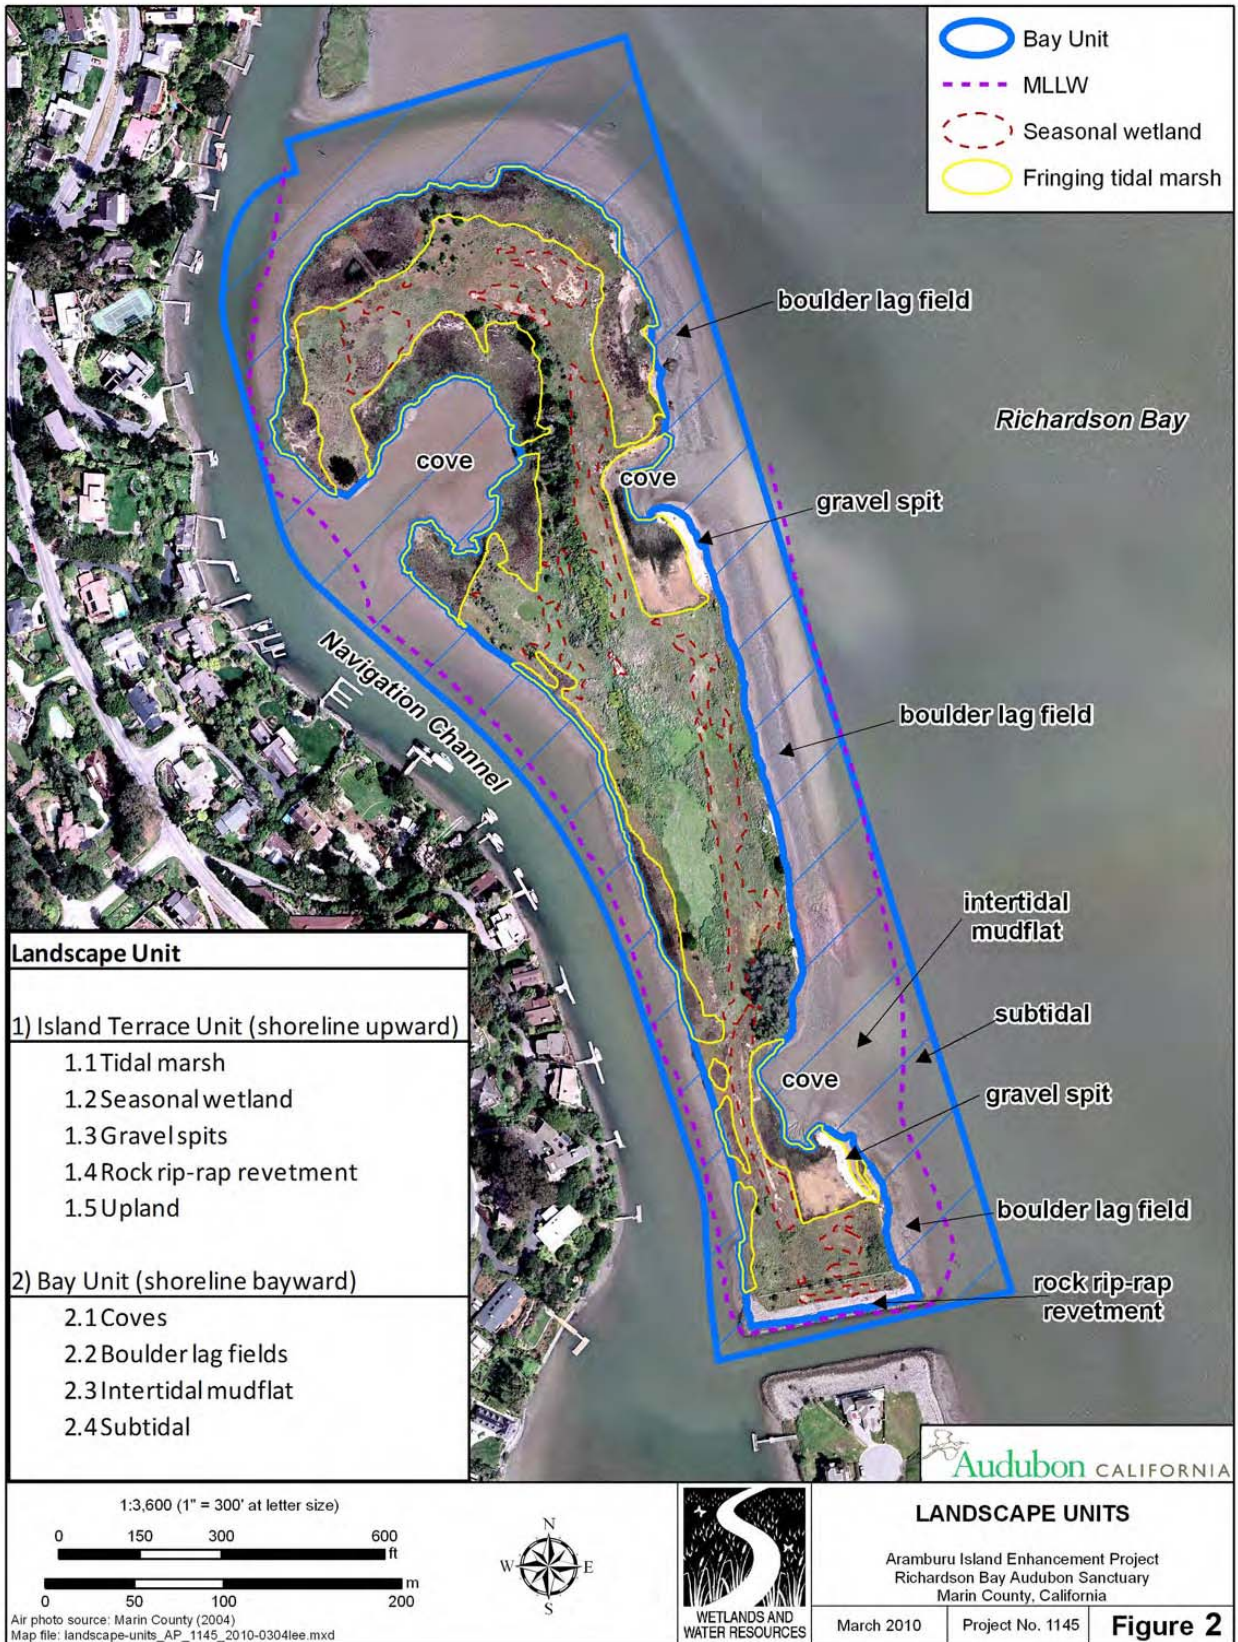 Bay Unit
MLLW
Seasonal wetland
Fringing tidal marsh
boulder lag field
Richardson Bay
cove
cove
gravel spit
Navigation Channel
boulder lag field
intertidal
mudflat
subtidal
cove
gravel spit
boulder lag field
rock rip-rap
revetment
Landscape Unit
1) Island Terrace Unit (shoreline upward)
1.1 Tidal marsh
1.2 Seasonal wetland
1.3 Gravel spits
1.4 Rock rip-rap revetment
1.5 Upland
2) Bay Unit (shoreline bayward)
2.1 Coves
2.2 Boulder lag fields
2.3 Intertidal mudflat
2.4 Subtidal
Audubon CALIFORNIA
1:3,600 (1" = 300' at letter size)
0 150 300 600
ft
m
0 50 100 200
Air photo source: Marin County (2004)
Map file: landscape-units_AP_1145_2010-0304lee.mxd
N
W E
S
WETLANDS AND
WATER RESOURCES
LANDSCAPE UNITS
Aramburu Island Enhancement Project
Richardson Bay Audubon Sanctuary
Marin County, California
March 2010 Project No. 1145 Figure 2